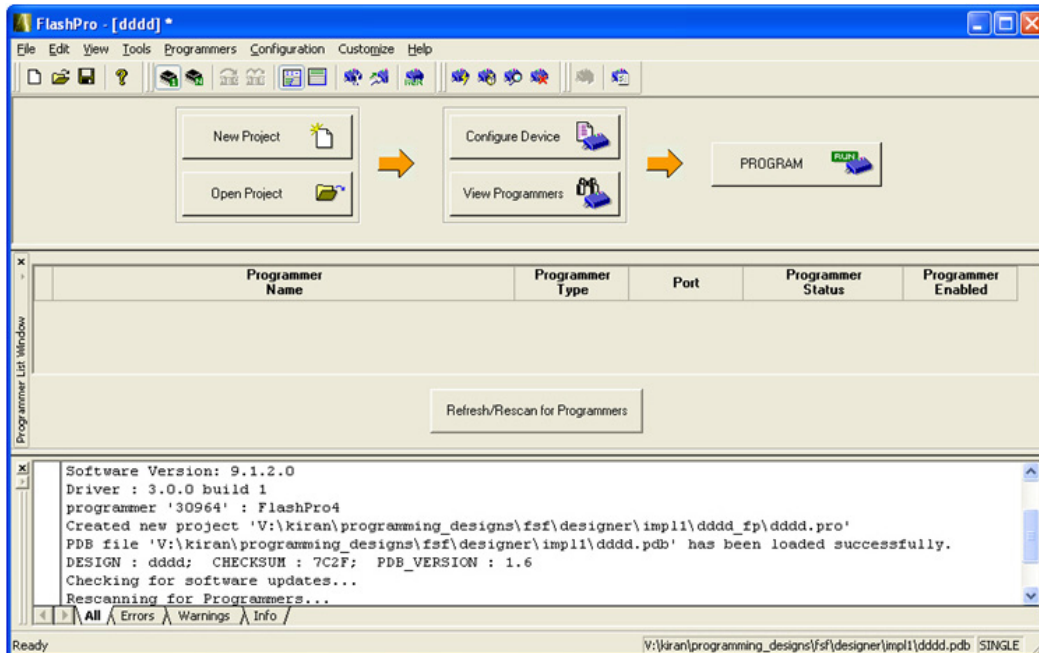 FlashPro - [dddd] *
File Edit View Tools Programmers Configuration Customize Help
New Project
Open Project
Configure Device
View Programmers
PROGRAM
RUN
Programmer List Window
Programmer Name
Programmer Type
Port
Programmer Status
Programmer Enabled
Refresh/Rescan for Programmers
Software Version: 9.1.2.0
Driver : 3.0.0 build 1
programmer '30964' : FlashPro4
Created new project 'V:\kiran\programming_designs\fsf\designer\impl1\dddd_fp\dddd.pro'
PDB file 'V:\kiran\programming_designs\fsf\designer\impl1\dddd.pdb' has been loaded successfully.
DESIGN : dddd; CHECKSUM : 7C2F; PDB_VERSION : 1.6
Checking for software updates...
Rescanning for Programmers...
All Errors Warnings Info
Ready
V:\kiran\programming_designs\fsf\designer\impl1\dddd.pdb SINGLE